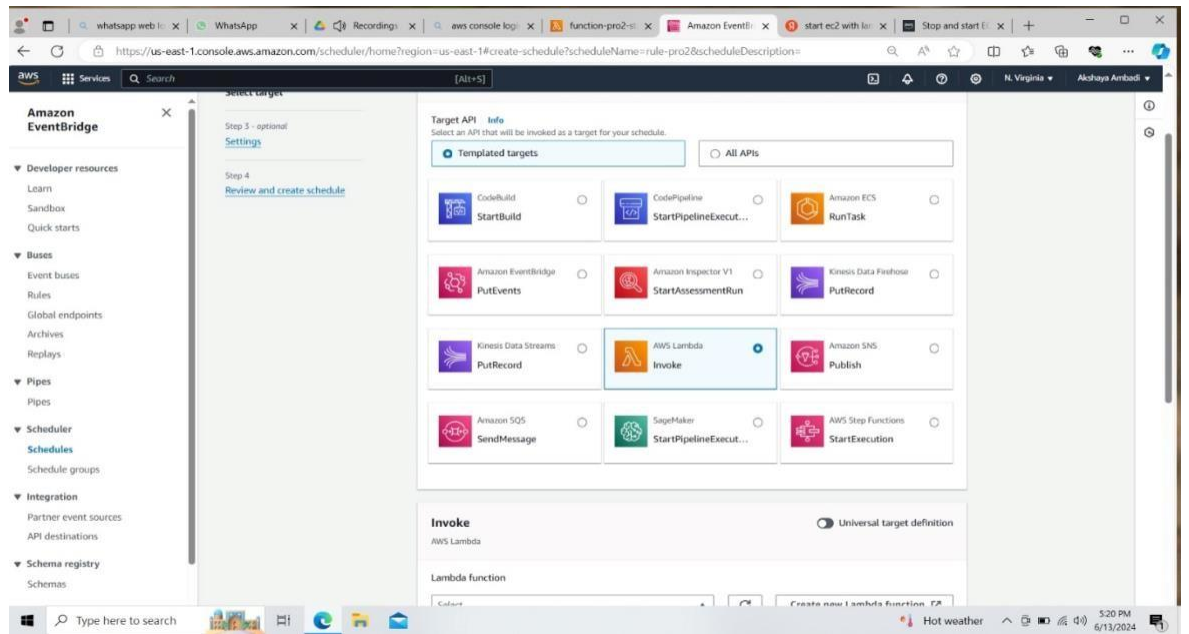 whatsapp web lo
WhatsApp
Recordings
aws console logi
function-pro2-st
Amazon EventBr
start ec2 with lam
Stop and start EC
https://us-east-1.console.aws.amazon.com/scheduler/home?region=us-east-1#create-schedule?scheduleName=rule-pro2&scheduleDescription=
aws
Services
Search
[Alt+S]
N. Virginia
Akshaya Ambadi
Amazon
EventBridge
Developer resources
Learn
Sandbox
Quick starts
Buses
Event buses
Rules
Global endpoints
Archives
Replays
Pipes
Pipes
Scheduler
Schedules
Schedule groups
Integration
Partner event sources
API destinations
Schema registry
Schemas
Select target
Step 3 - optional
Settings
Step 4
Review and create schedule
Target API Info
Select an API that will be invoked as a target for your schedule.
Templated targets
All APIs
CodeBuild
StartBuild
CodePipeline
StartPipelineExecut...
Amazon ECS
RunTask
Amazon EventBridge
PutEvents
Amazon Inspector V1
StartAssessmentRun
Kinesis Data Firehose
PutRecord
Kinesis Data Streams
PutRecord
AWS Lambda
Invoke
Amazon SNS
Publish
Amazon SQS
SendMessage
SageMaker
StartPipelineExecut...
AWS Step Functions
StartExecution
Invoke
Universal target definition
AWS Lambda
Lambda function
Select
Create new Lambda function
Type here to search
Hot weather
5:20 PM
6/13/2024